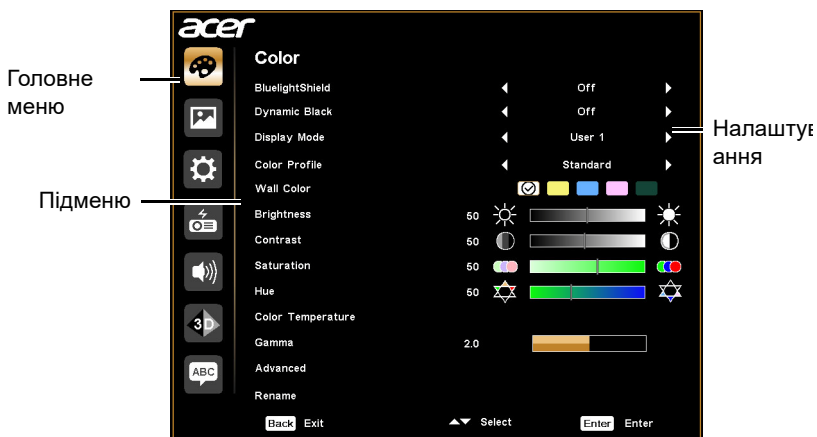 acer
Color
Головне
меню
BluelightShield Off
Dynamic Black Off
Display Mode User 1
Налаштув
ання
Color Profile Standard
Wall Color
Підменю
Brightness 50
Contrast 50
Saturation 50
Hue 50
3D
Color Temperature
Gamma 2.0
ABC
Advanced
Rename
Back Exit Select Enter Enter